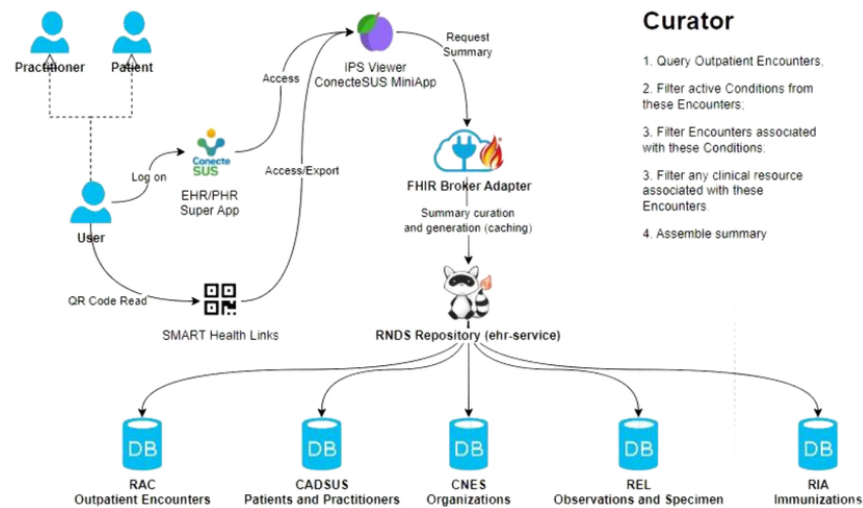 Practitioner
Patient
User
Log on
Conecte
SUS
EHR/PHR
Super App
QR Code Read
SMART Health Links
Access
Access/Export
IPS Viewer
ConecteSUS MiniApp
Request
Summary
FHIR Broker Adapter
Summary curation
and generation (caching)
RNDS Repository (ehr-service)
DB
RAC
Outpatient Encounters
DB
CADSUS
Patients and Practitioners
DB
CNES
Organizations
DB
REL
Observations and Specimen
DB
RIA
Immunizations
Curator
1. Query Outpatient Encounters.
2. Filter active Conditions from
these Encounters;
3. Filter Encounters associated
with these Conditions;
3. Filter any clinical resource
associated with these
Encounters.
4. Assemble summary